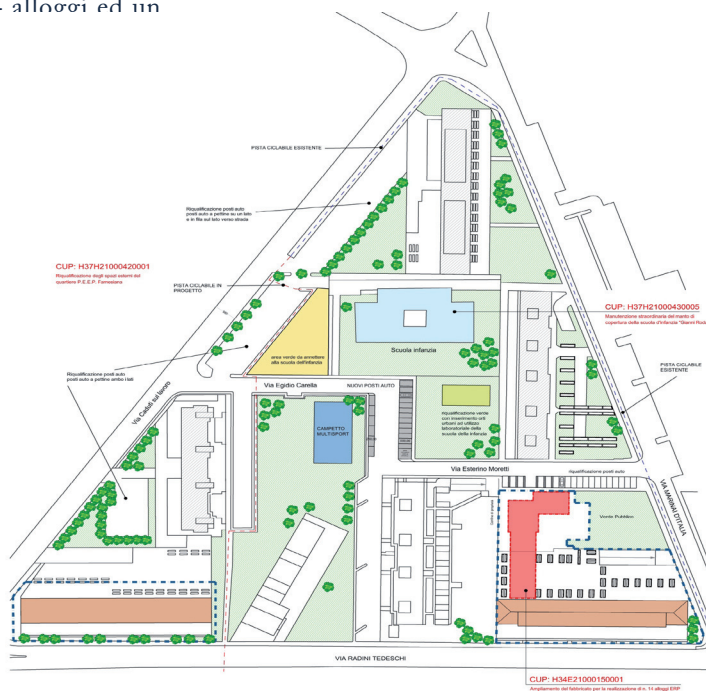 - alloggi ed un
PISTA CICLABILE ESISTENTE
Riqualificazione posti auto
posti auto a pettine su un lato
e in fila sul lato verso strada
CUP: H37H21000420001
Riqualificazione degli spazi esterni del
quartiere P.E.E.P. Farnesiana
PISTA CICLABILE IN
PROGETTO
CUP: H37H21000430005
Manutenzione straordinaria del manto di
copertura della scuola d'infanzia "Gianni Roda
Scuola infanzia
area verde da annettere
alla scuola dell'infanzia
PISTA CICLABILE
ESISTENTE
Riqualificazione posti auto
posti auto a pettine ambo i lati
Via Caduti sul lavoro
Via Egidio Carella
NUOVI POSTI AUTO
riqualificazione verde
con inserimento orti
urbani ad utilizzo
laboratoriale della
scuola della infanzia
CAMPETTO
MULTISPORT
Via Esterino Moretti
riqualificazione posti auto
VIA MARINAI D'ITALIA
Verde Pubblico
VIA RADINI TEDESCHI
CUP: H34E21000150001
Ampliamento del fabbricato per la realizzazione di n. 14 alloggi ERP